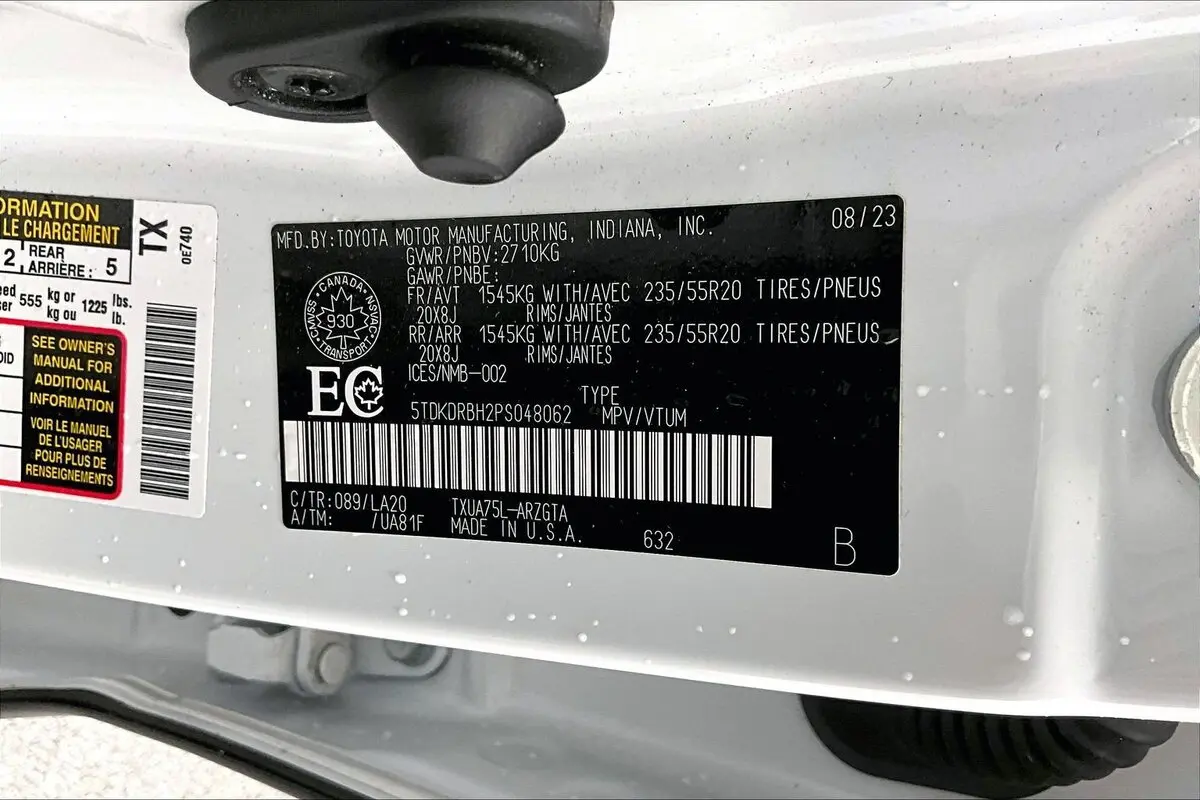 ORMATION
LE CHARGEMENT
2 REAR
ARRIÈRE: 5
555 kg or 1225 lbs.
kg ou lb.
SEE OWNER'S
MANUAL FOR
ADDITIONAL
INFORMATION
VOIR LE MANUEL
DE L'USAGER
POUR PLUS DE
RENSEIGNEMENTS
TX
0E740
MFD.BY:TOYOTA MOTOR MANUFACTURING, INDIANA, INC. 08/23
GVWR/PNBV:2710KG
GAWR/PNBE:
FR/AVT 1545KG WITH/AVEC 235/55R20 TIRES/PNEUS
20X8J RIMS/JANTES
RR/ARR 1545KG WITH/AVEC 235/55R20 TIRES/PNEUS
20X8J RIMS/JANTES
ICES/NMB-002
CANADA
CMVSS NSVAC
930
TRANSPORT
EC
TYPE
5TDKDRBH2PS048062 MPV/VTUM
C/TR:089/LA20 TXUA75L-ARZGTA
A/TM: /UA81F MADE IN U.S.A. 632 B